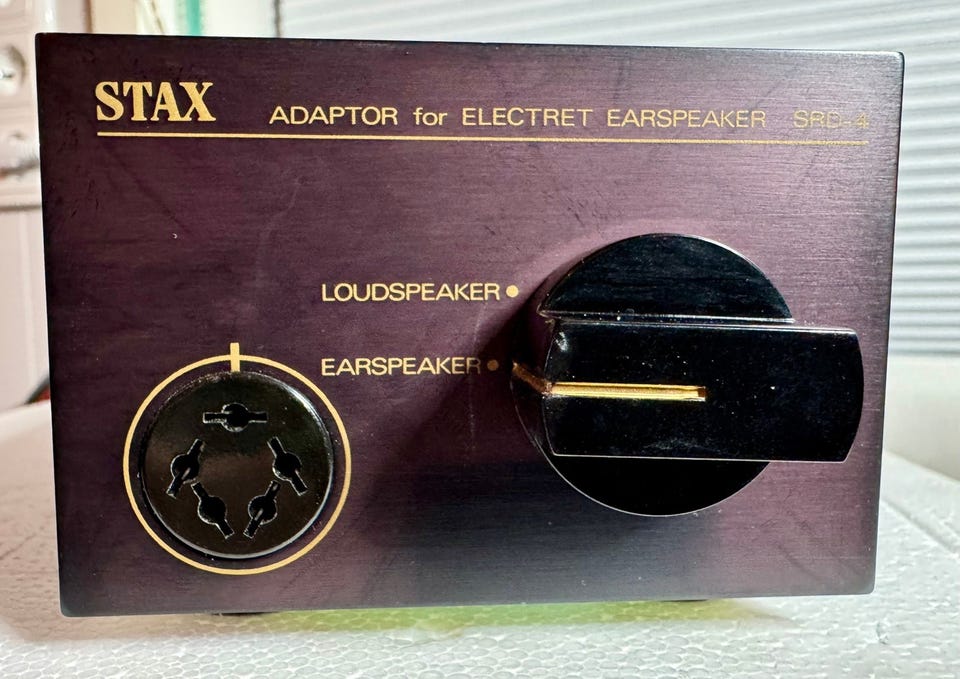 STAX ADAPTOR for ELECTRET EARSPEAKER SRD-4
LOUDSPEAKER
EARSPEAKER